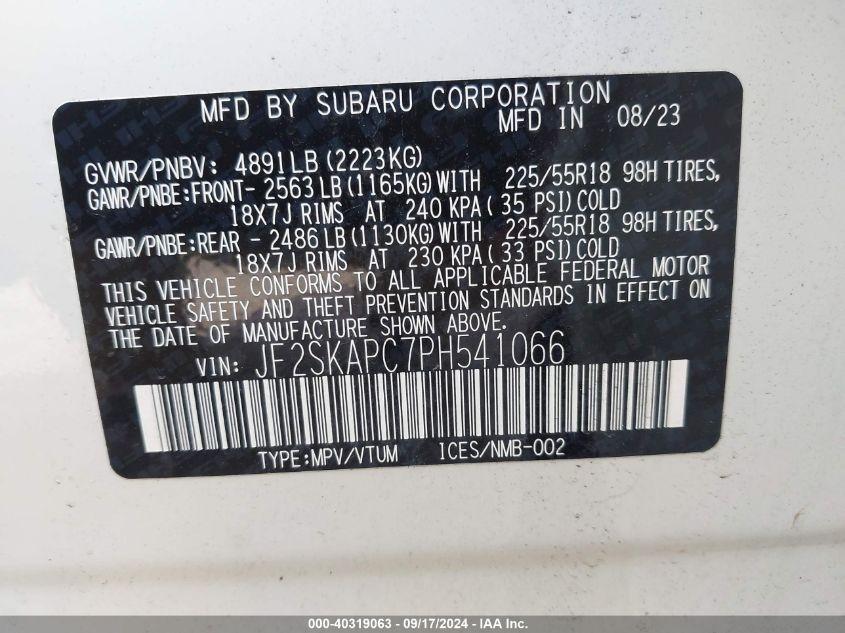 MFD BY SUBARU CORPORATION
MFD IN 08/23
GVWR/PNBV: 4891LB (2223KG)
GAWR/PNBE:FRONT- 2563LB (1165KG) WITH 225/55R18 98H TIRES,
18X7J RIMS AT 240 KPA ( 35 PSI) COLD
GAWR/PNBE:REAR - 2486LB (1130KG) WITH 225/55R18 98H TIRES,
18X7J RIMS AT 230 KPA ( 33 PSI) COLD
THIS VEHICLE CONFORMS TO ALL APPLICABLE FEDERAL MOTOR
VEHICLE SAFETY AND THEFT PREVENTION STANDARDS IN EFFECT ON
THE DATE OF MANUFACTURE SHOWN ABOVE.
VIN: JF2SKAPC7PH541066
TYPE:MPV/VTUM ICES/NMB-002
000-40319063 - 09/17/2024 - IAA Inc.